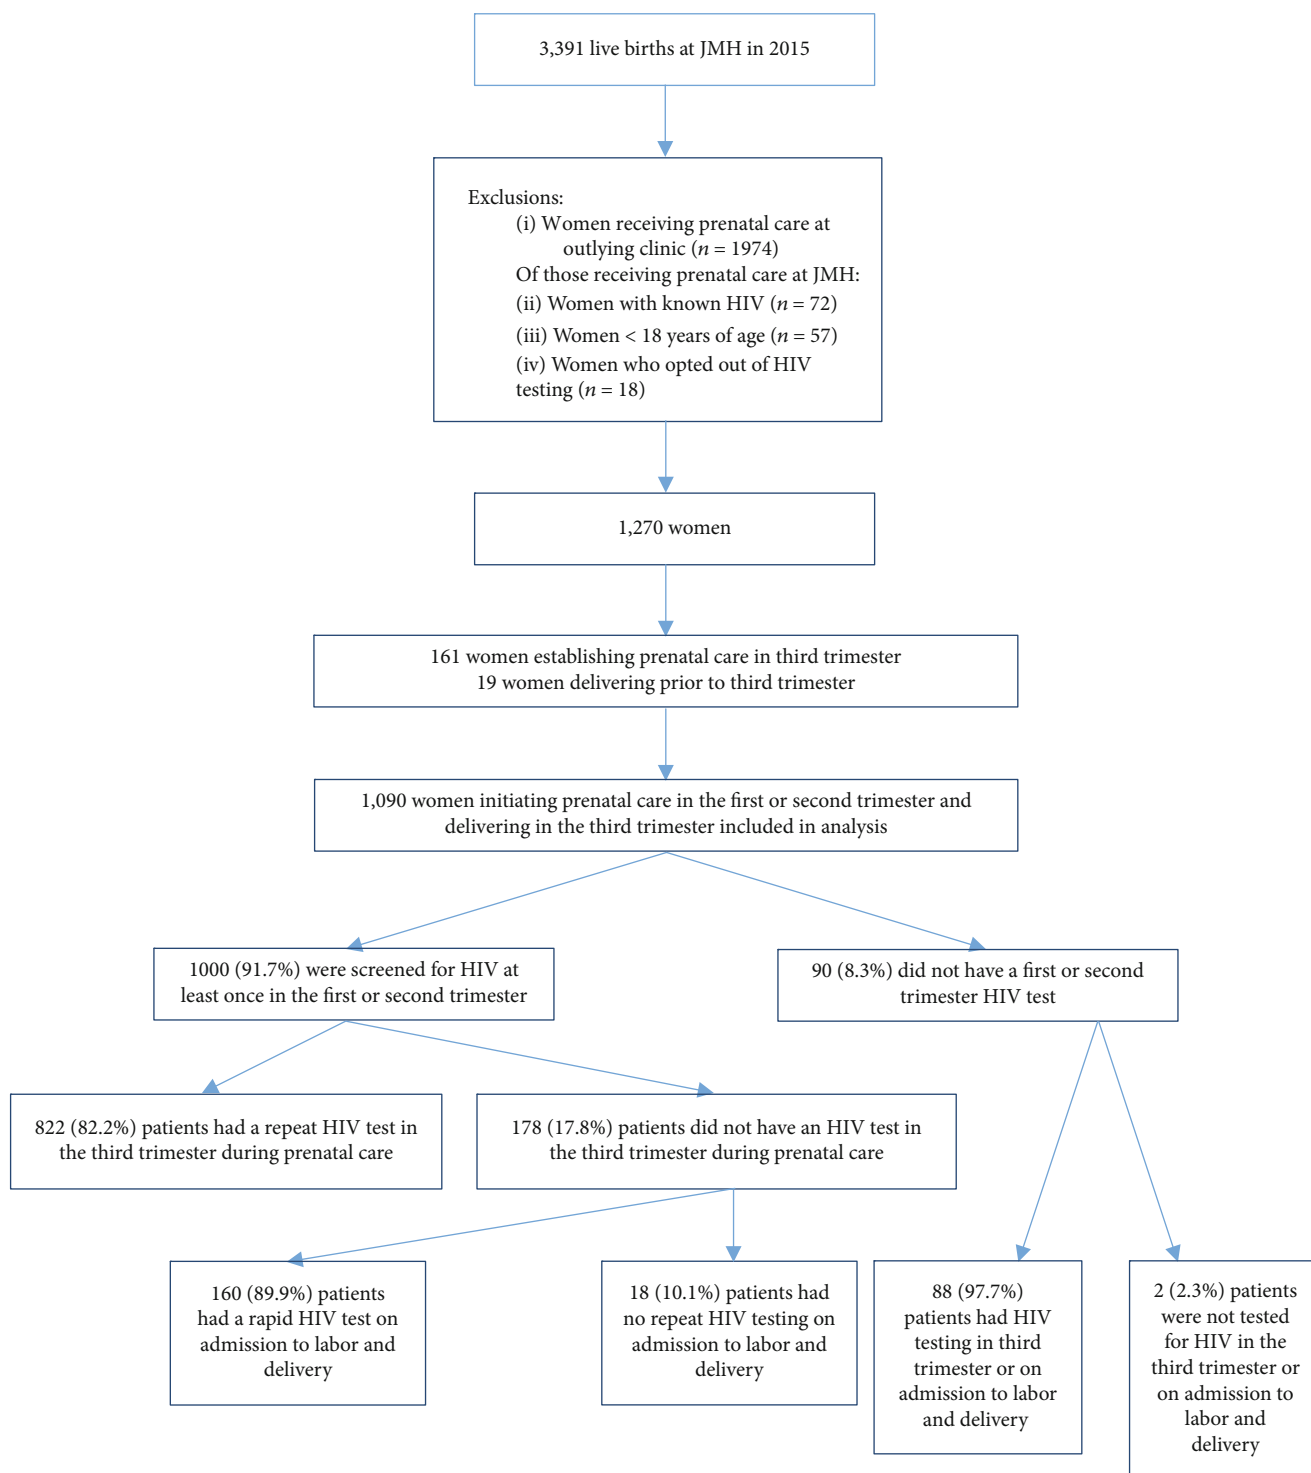 3,391 live births at JMH in 2015
Exclusions:
(i) Women receiving prenatal care at
outlying clinic (n = 1974)
Of those receiving prenatal care at JMH:
(ii) Women with known HIV (n = 72)
(iii) Women < 18 years of age (n = 57)
(iv) Women who opted out of HIV
testing (n = 18)
1,270 women
161 women establishing prenatal care in third trimester
19 women delivering prior to third trimester
1,090 women initiating prenatal care in the first or second trimester and
delivering in the third trimester included in analysis
1000 (91.7%) were screened for HIV at
least once in the first or second trimester
90 (8.3%) did not have a first or second
trimester HIV test
822 (82.2%) patients had a repeat HIV test in
the third trimester during prenatal care
178 (17.8%) patients did not have an HIV test in
the third trimester during prenatal care
160 (89.9%) patients
had a rapid HIV test on
admission to labor and
delivery
18 (10.1%) patients had
no repeat HIV testing on
admission to labor and
delivery
88 (97.7%)
patients had HIV
testing in third
trimester or on
admission to labor
and delivery
2 (2.3%) patients
were not tested
for HIV in the
third trimester or
on admission to
labor and
delivery